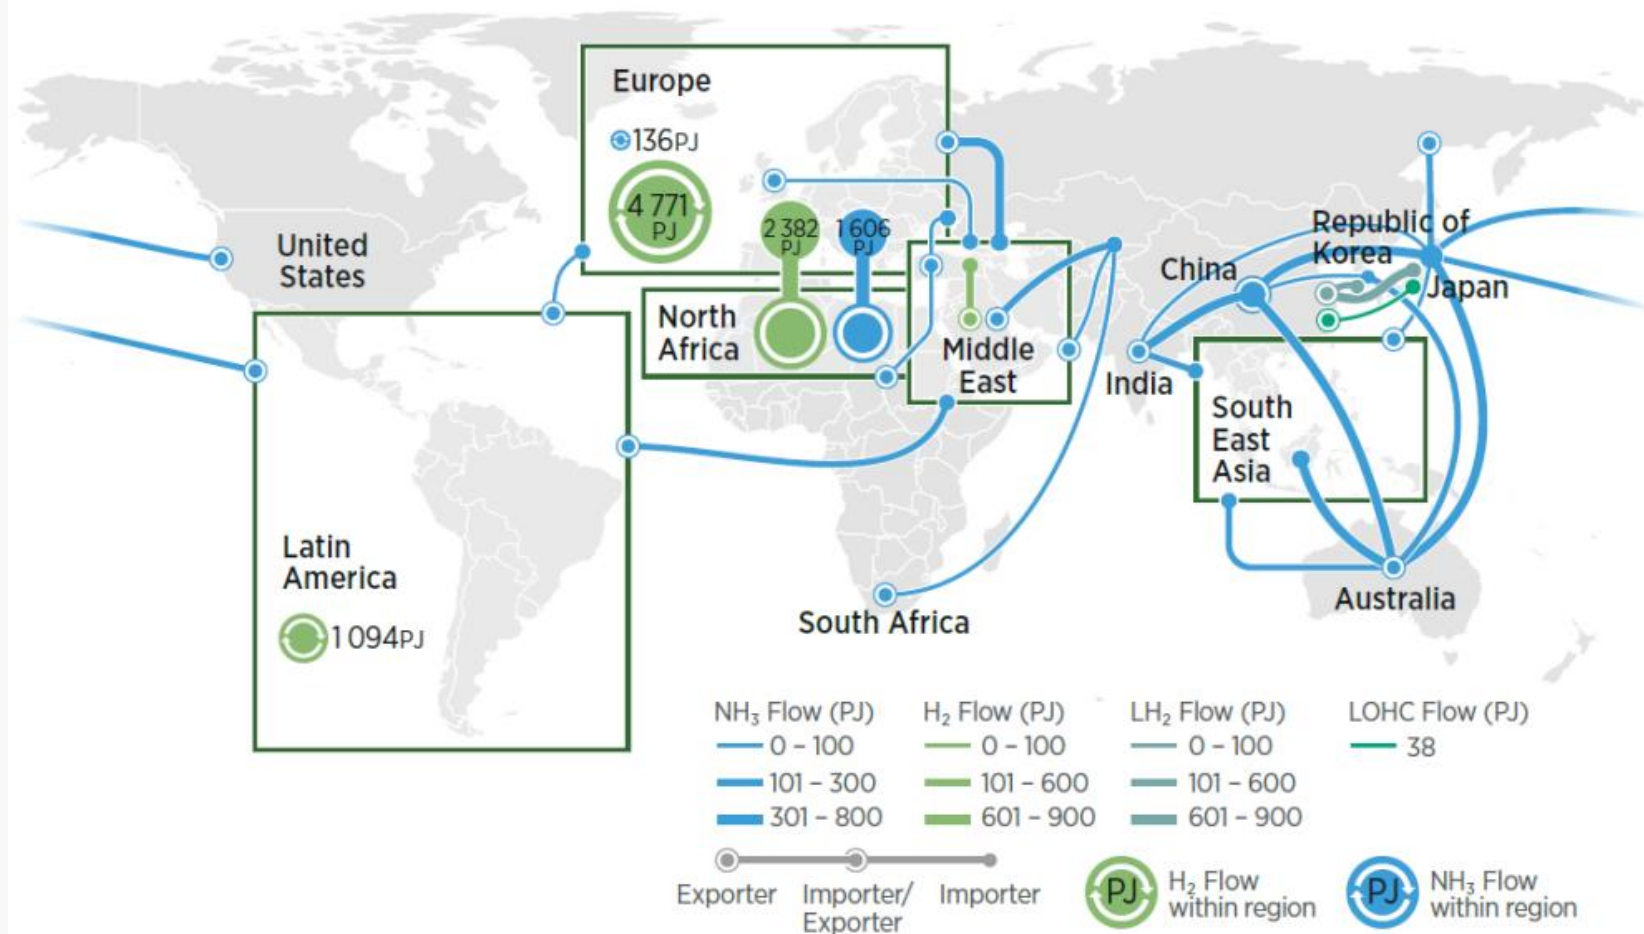 Europe
136PJ
4 771
PJ
2 382
PJ
1 606
PJ
United
States
North
Africa
Middle
East
Republic of
Korea
China
Japan
India
South
East
Asia
Latin
America
1 094PJ
South Africa
Australia
NH₃ Flow (PJ)
0 – 100
101 – 300
301 – 800
H₂ Flow (PJ)
0 – 100
101 – 600
601 – 900
LH₂ Flow (PJ)
0 – 100
101 – 600
601 – 900
LOHC Flow (PJ)
38
Exporter
Importer/
Exporter
Importer
PJ
H₂ Flow
within region
PJ
NH₃ Flow
within region